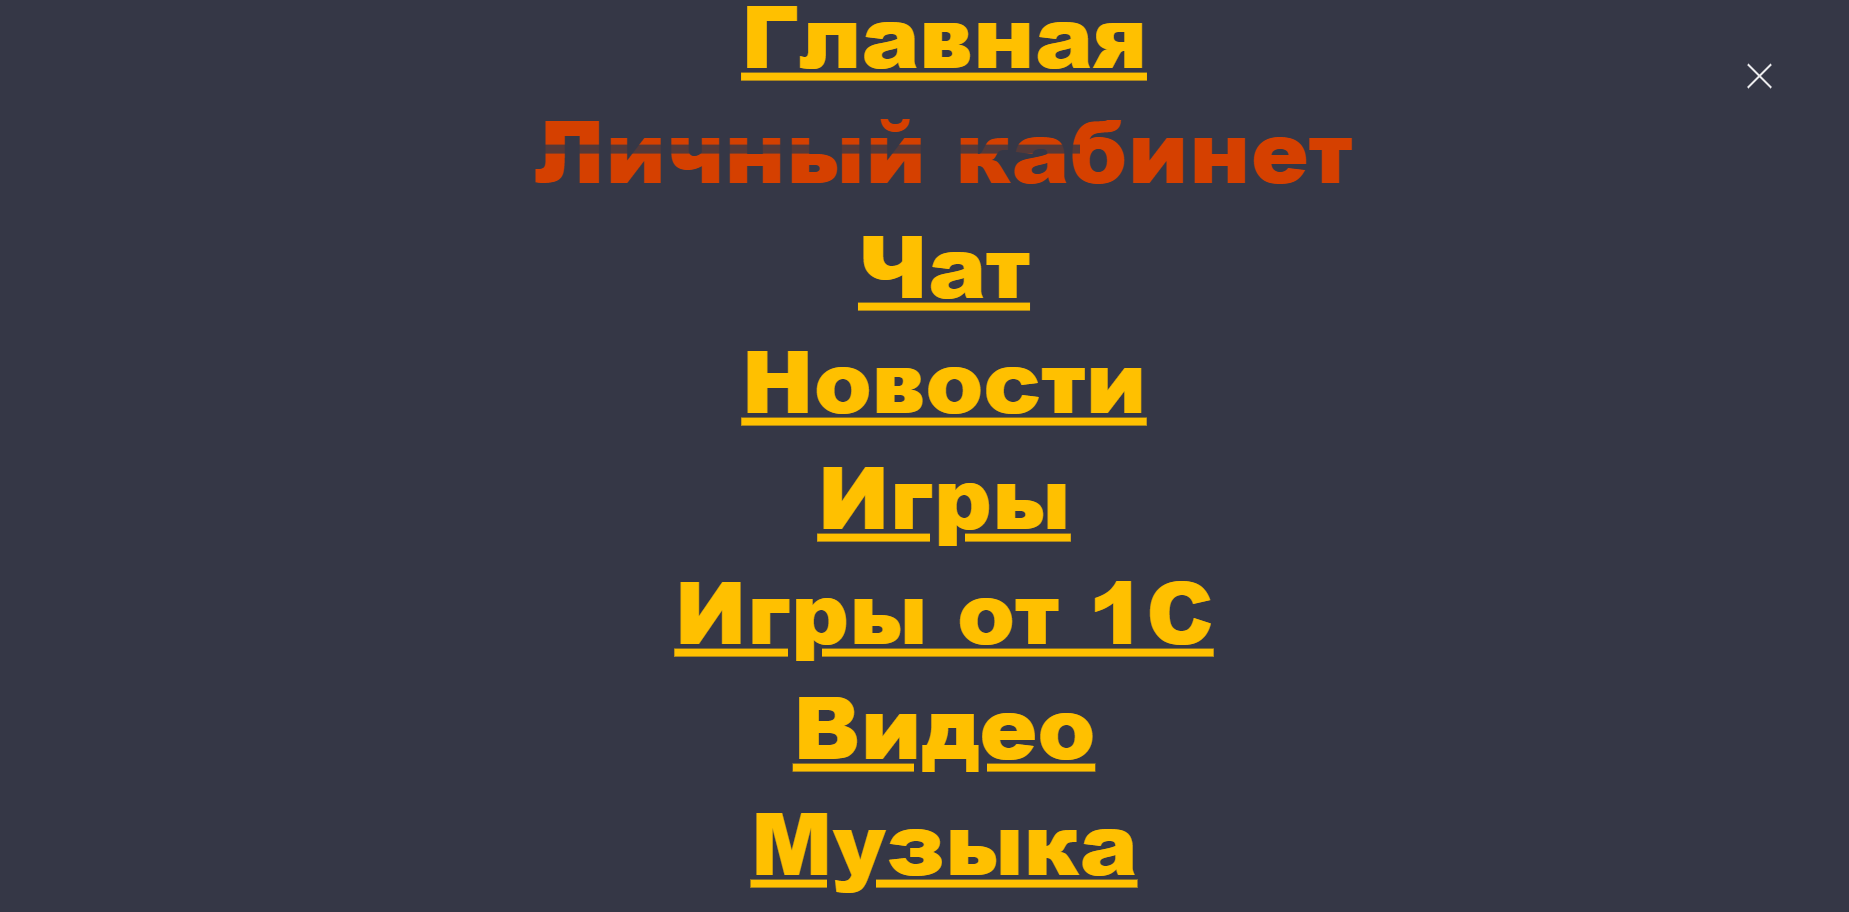 Главная
Личный кабинет
Чат
Новости
Игры
Игры от 1С
Видео
Музыка